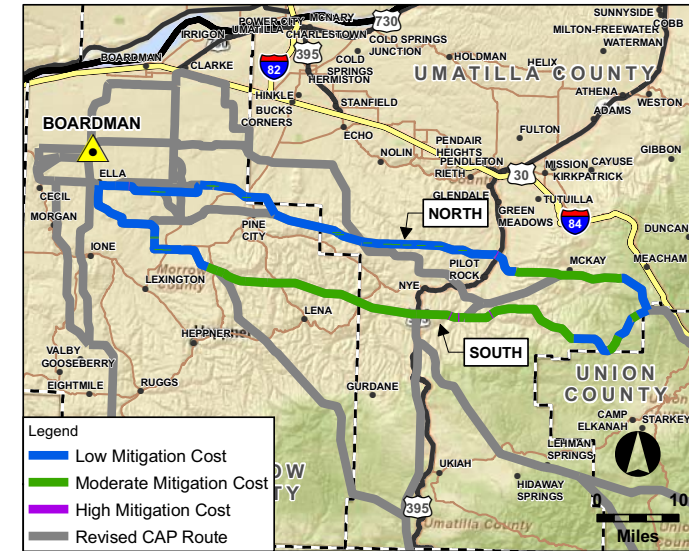 SUNNYSIDE
COBB
MCNARY
730
POWER CITY
UMATILLA
CHARLESTOWN
MILTON-FREEWATER
IRRIGON
COLD SPRINGS
JUNCTION
WATERMAN
395
BOARDMAN
CLARKE
COLD
SPRINGS
HOLDMAN
HELIX
82
UMATILLA COUNTY
HERMISTON
ATHENA
HINKLE
BUCKS
CORNERS
STANFIELD
WESTON
ADAMS
BOARDMAN
ECHO
FULTON
PENDAIR
HEIGHTS
NOLIN
GIBBON
PENDLETON
MISSION
CAYUSE
ELLA
RIETH
30
KIRKPATRICK
CECIL
GLENDALE
TUTUILLA
NORTH
GREEN
MEADOWS
84
MORGAN
PINE
CITY
DUNCAN
IONE
PILOT
ROCK
MCKAY
MEACHAM
Morrow
LEXINGTON
NYE
LENA
HEPPNER
SOUTH
VALBY
GOOSEBERRY
UNION
COUNTY
EIGHTMILE
RUGGS
GURDANE
CAMP
ELKANAH
STARKEY
Legend
Low Mitigation Cost
Moderate Mitigation Cost
High Mitigation Cost
Revised CAP Route
LEHMAN
SPRINGS
UKIAH
HIDAWAY
SPRINGS
395
Umatilla County
0 10
Miles